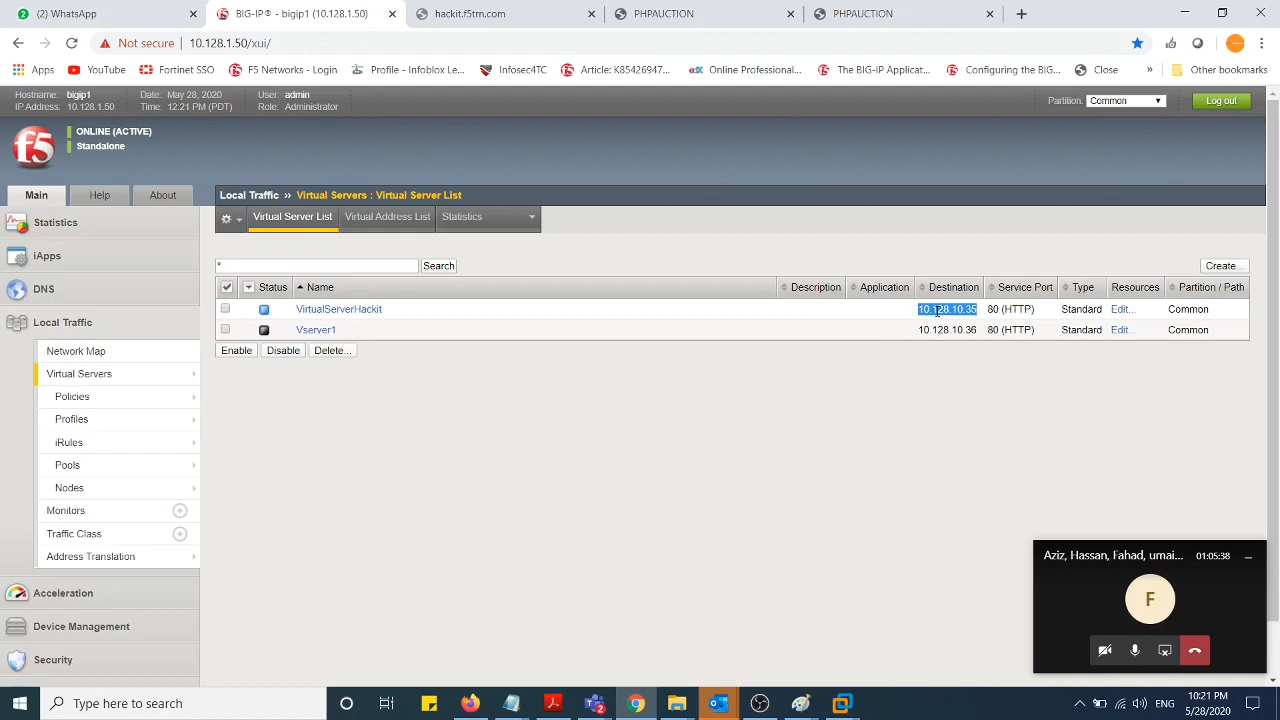 2 WhatsApp
BIG-IP® - bigip1 (10.128.1.50)
hackit.f5trn.com
PHPAUCTION
PHPAUCTION
Not secure
10.128.1.50/xui/
Apps
YouTube
Fortinet SSO
F5 Networks - Login
Profile - Infoblox Le...
Infosec4TC
Article: K8542694​7...
Online Professional...
The BIG-IP Applicat...
Configuring the BIG...
Close
»
Other bookmarks
Hostname: bigip1
Date: May 28, 2020
User: admin
IP Address: 10.128.1.50
Time: 12:21 PM (PDT)
Role: Administrator
Partition: Common
Log out
f5
ONLINE (ACTIVE)
Standalone
Main
Help
About
Local Traffic » Virtual Servers : Virtual Server List
Statistics
iApps
DNS
Local Traffic
Network Map
Virtual Servers
Policies
Profiles
iRules
Pools
Nodes
Monitors
Traffic Class
Address Translation
Acceleration
Device Management
Security
Virtual Server List
Virtual Address List
Statistics
*
Search
Create...
Status Name Description Application Destination Service Port Type Resources Partition / Path
VirtualServerHackit 10.128.10.35 80 (HTTP) Standard Edit... Common
Vserver1 10.128.10.36 80 (HTTP) Standard Edit... Common
Enable
Disable
Delete...
Aziz, Hassan, Fahad, umai...
01:05:38
F
Type here to search
2
ENG
10:21 PM
5/28/2020